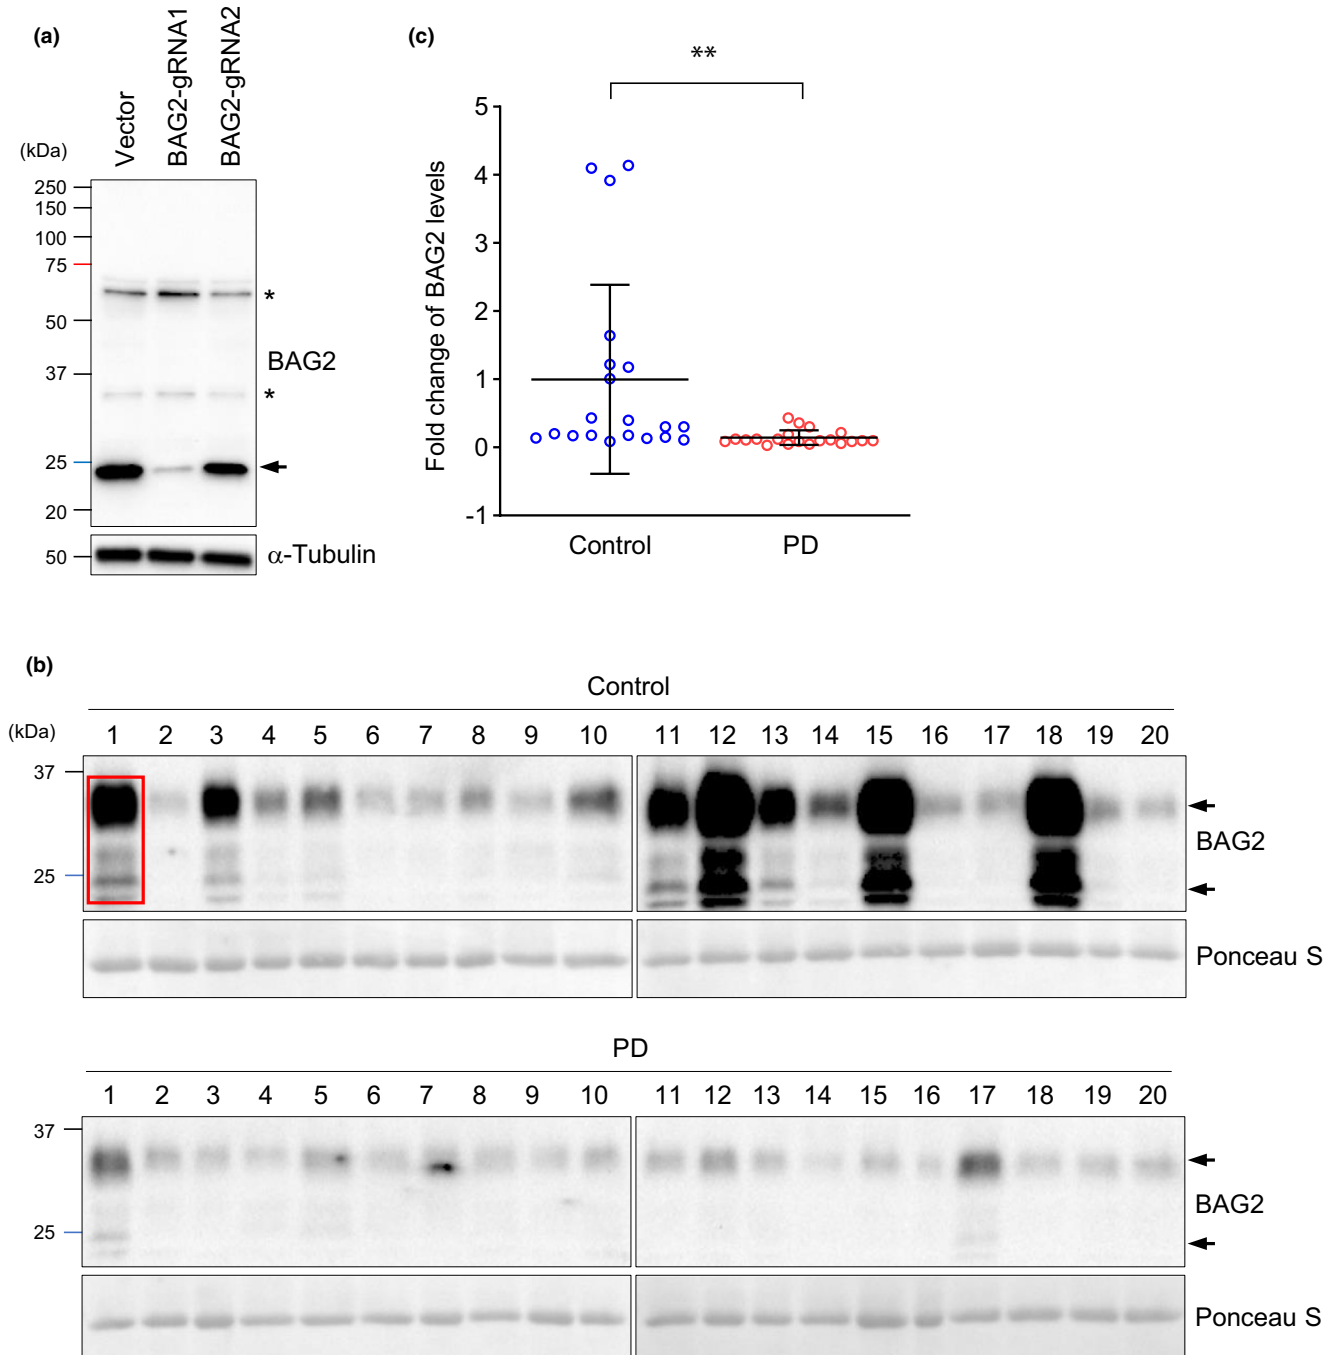 (a)
Vector
BAG2-gRNA1
BAG2-gRNA2
(kDa)
250
150
100
75
50
37
25
20
*
BAG2
*
50
α-Tubulin
(c)
**
Fold change of BAG2 levels
5
4
3
2
1
0
-1
Control
PD
(b)
Control
(kDa)
1 2 3 4 5 6 7 8 9 10 11 12 13 14 15 16 17 18 19 20
37
25
BAG2
Ponceau S
PD
1 2 3 4 5 6 7 8 9 10 11 12 13 14 15 16 17 18 19 20
37
25
BAG2
Ponceau S